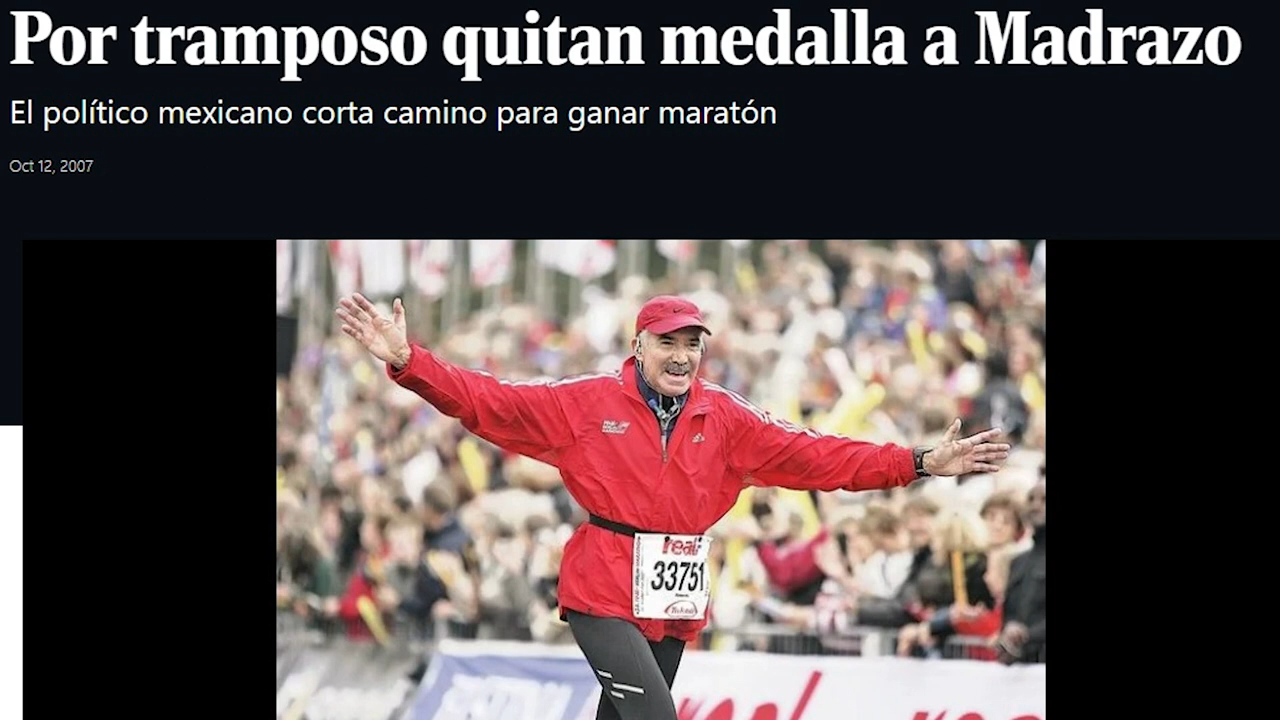 Por tramposo quitan medalla a Madrazo
El político mexicano corta camino para ganar maratón
Oct 12, 2007
real,-
33751